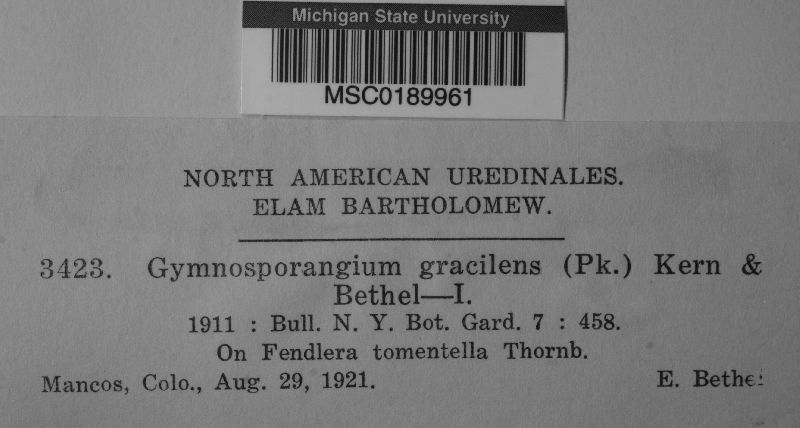 Michigan State University
MSC0189961
NORTH AMERICAN UREDINALES.
ELAM BARTHOLOMEW.
3423. Gymnosporangium gracilens (Pk.) Kern &
Bethel—I.
1911 : Bull. N. Y. Bot. Gard. 7 : 458.
On Fendlera tomentella Thornb.
Mancos, Colo., Aug. 29, 1921. E. Bethel